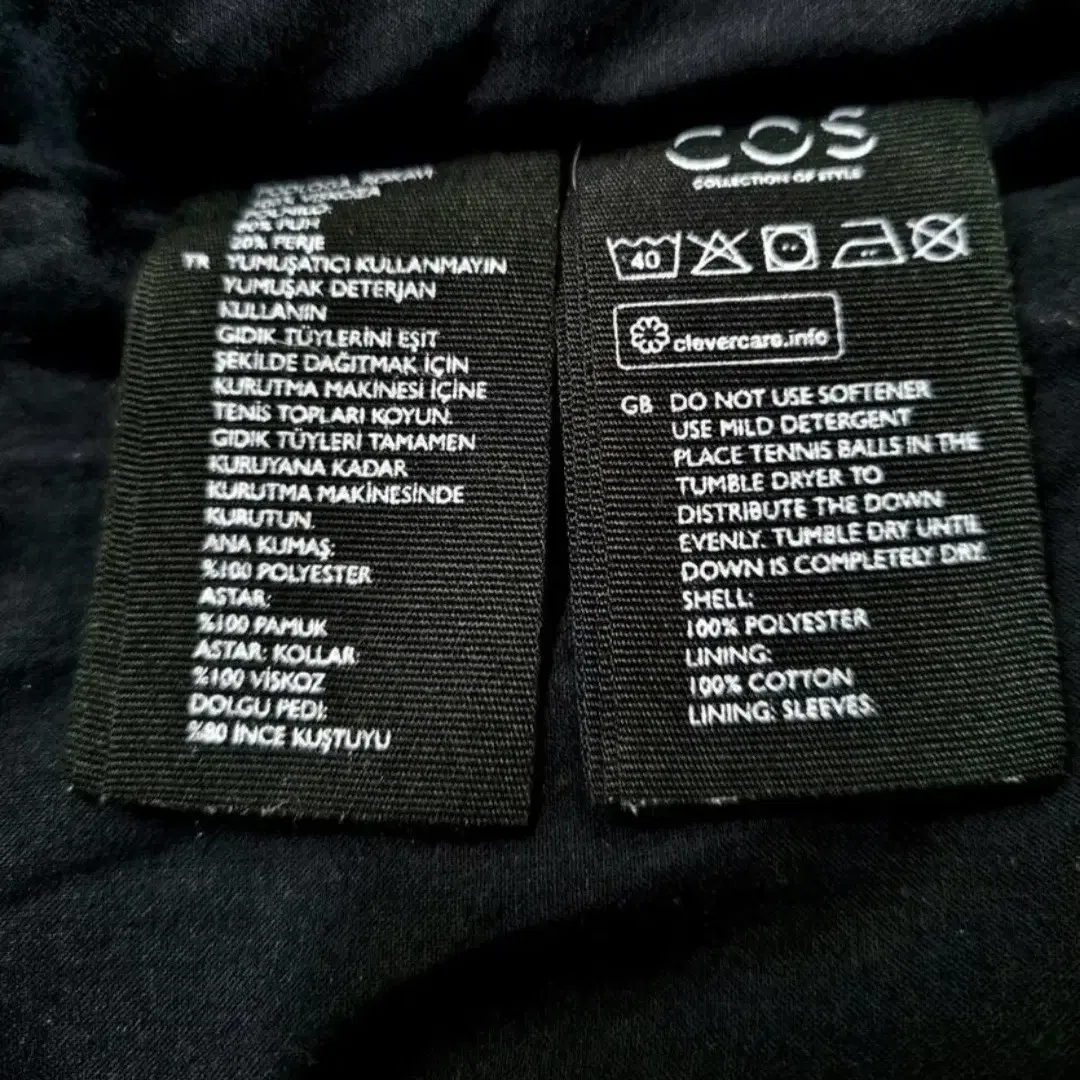 100% VISKOZA
80% PUH
20% PERJE
TR YUMUŞATICI KULLANMAYIN
YUMUŞAK DETERJAN
KULLANIN
GIDIK TÜYLERİNİ EŞİT
ŞEKİLDE DAĞITMAK İÇİN
KURUTMA MAKİNESİ İÇİNE
TENİS TOPLARI KOYUN.
GIDIK TÜYLERİ TAMAMEN
KURUYANA KADAR
KURUTMA MAKİNESİNDE
KURUTUN.
ANA KUMAŞ:
%100 POLYESTER
ASTAR:
%100 PAMUK
ASTAR: KOLLAR:
%100 VİSKOZ
DOLGU PEDİ:
%80 İNCE KUŞTUYU
COS
COLLECTION OF STYLE
40
clevercare.info
GB DO NOT USE SOFTENER
USE MILD DETERGENT
PLACE TENNIS BALLS IN THE
TUMBLE DRYER TO
DISTRIBUTE THE DOWN
EVENLY. TUMBLE DRY UNTIL
DOWN IS COMPLETELY DRY.
SHELL:
100% POLYESTER
LINING:
100% COTTON
LINING: SLEEVES: